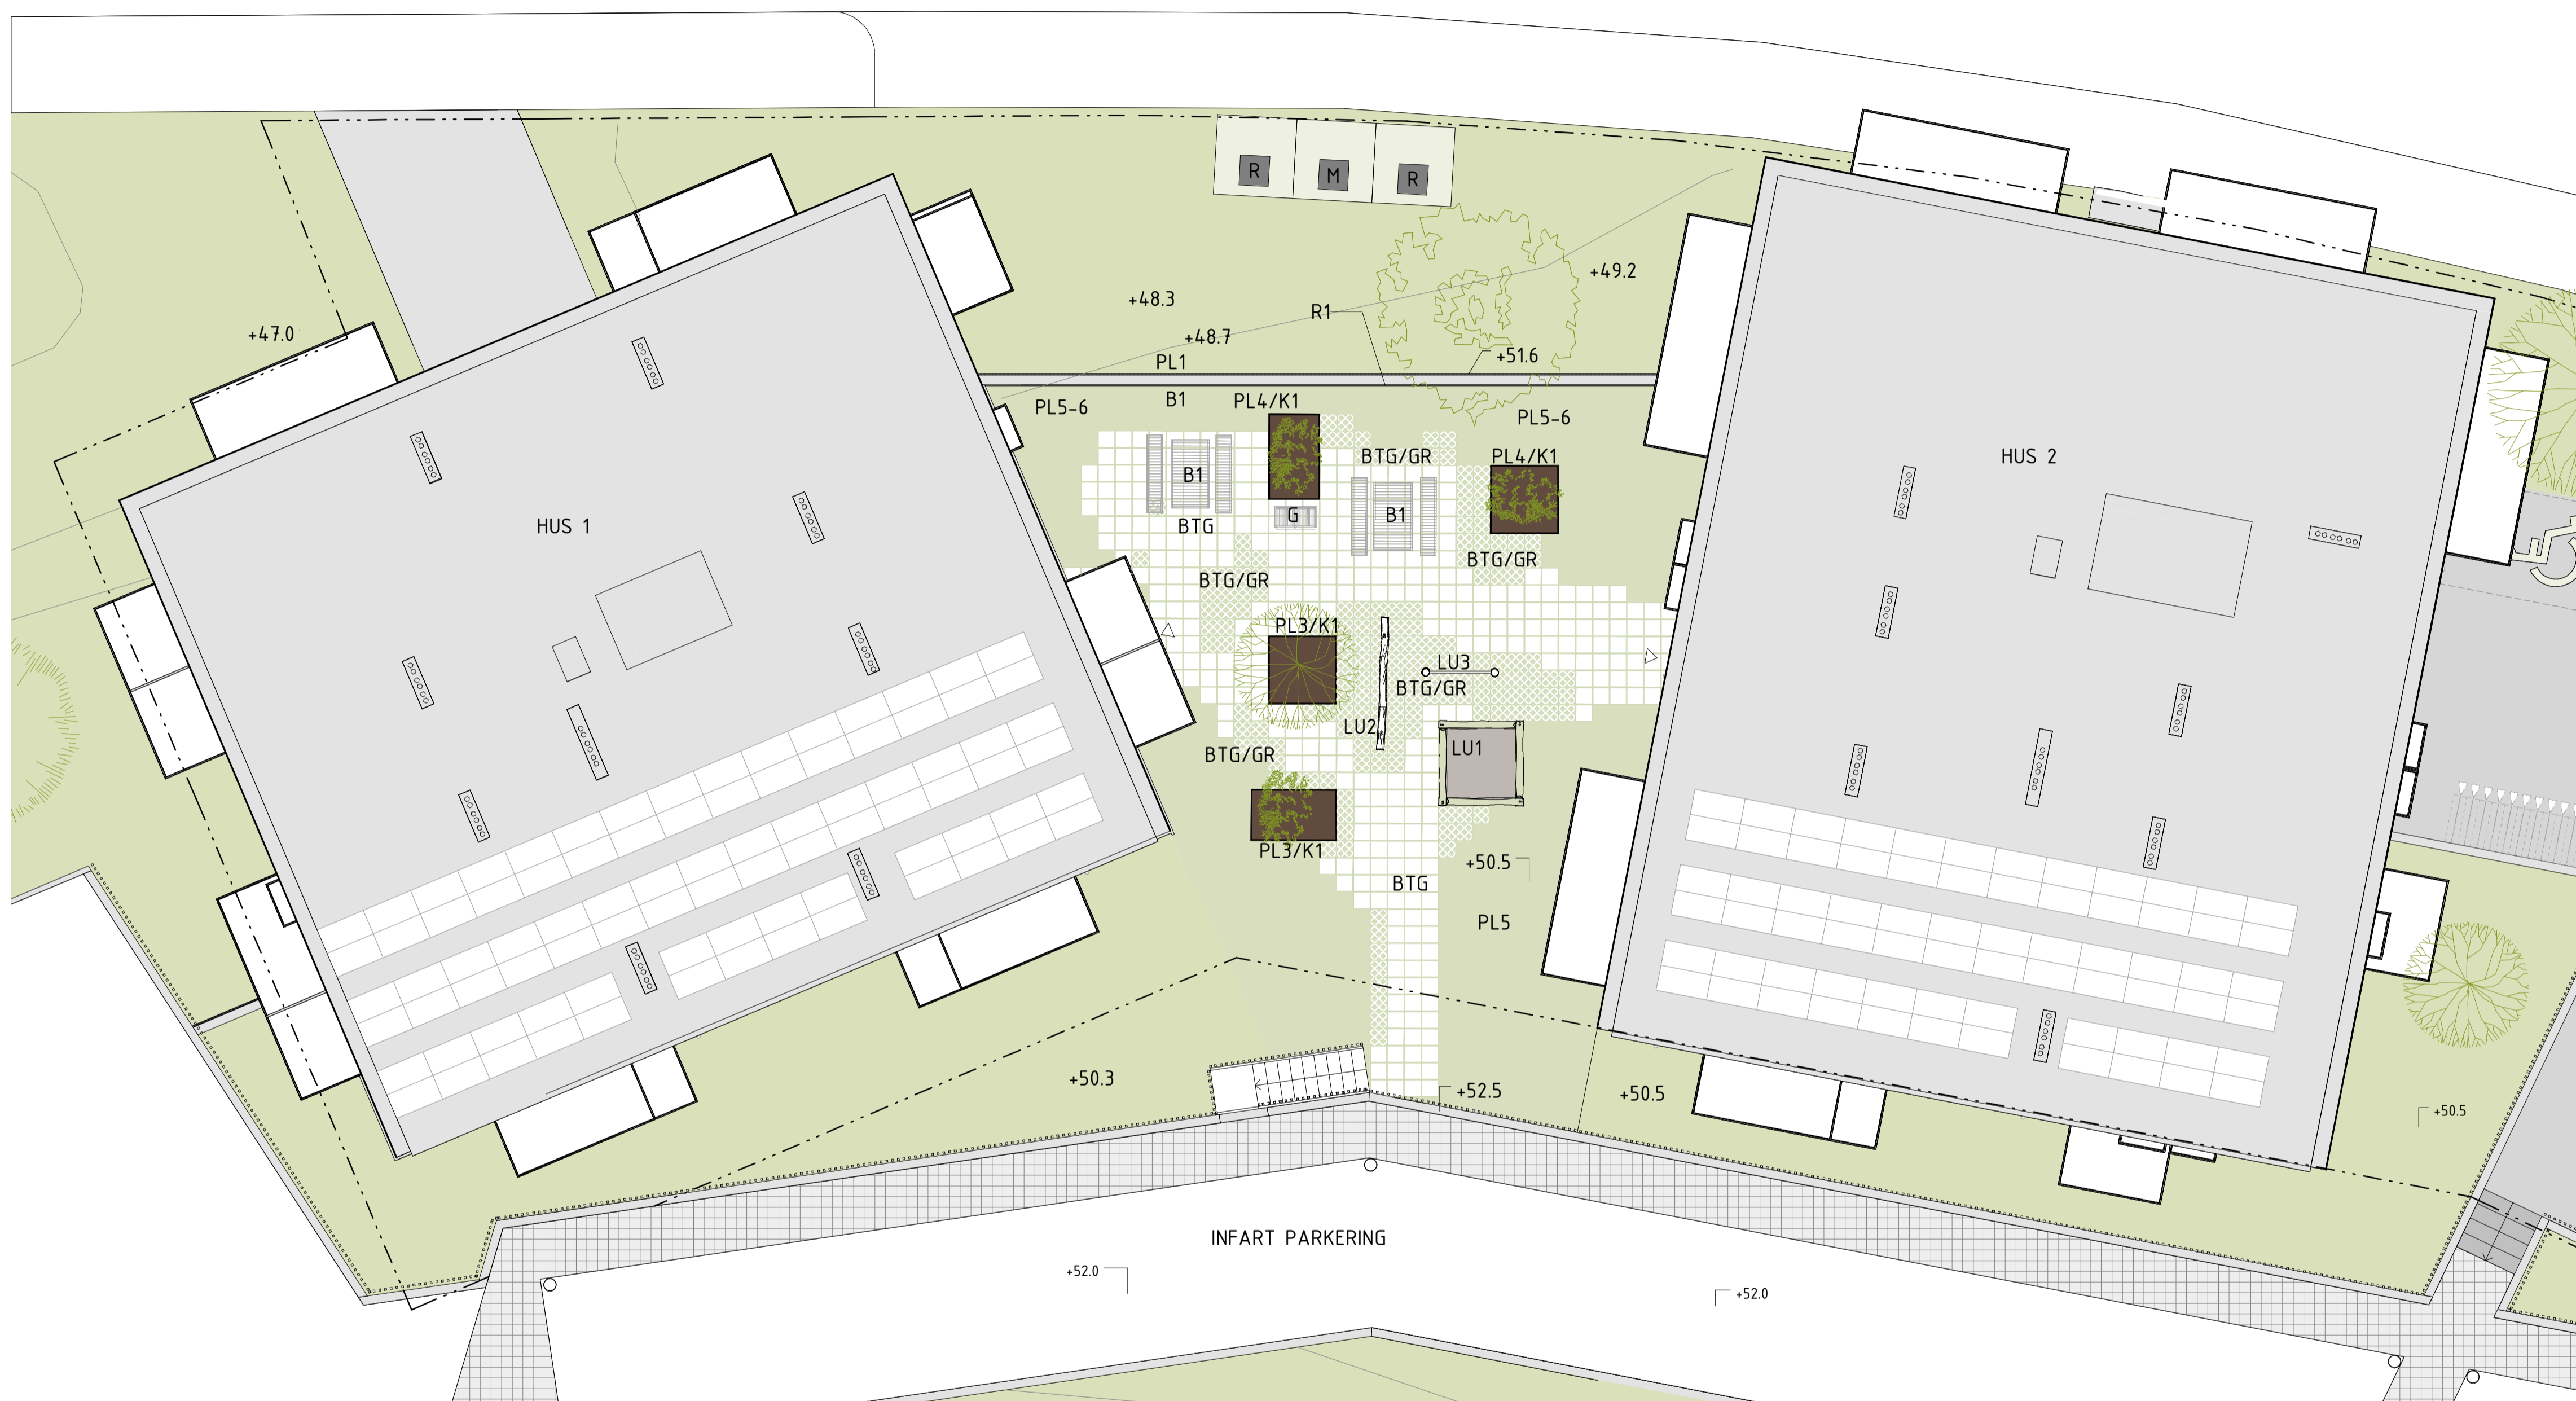 R
M
R
+49.2
+48.3
R1
+47.0
+48.7
+51.6
PL1
B1
PL4/K1
PL5-6
PL5-6
BTG/GR
PL4/K1
HUS 2
B1
G
B1
HUS 1
BTG
BTG/GR
BTG/GR
PL3/K1
LU3
BTG/GR
LU2
LU1
BTG/GR
PL3/K1
+50.5
BTG
PL5
+50.3
+52.5
+50.5
+50.5
INFART PARKERING
+52.0
+52.0